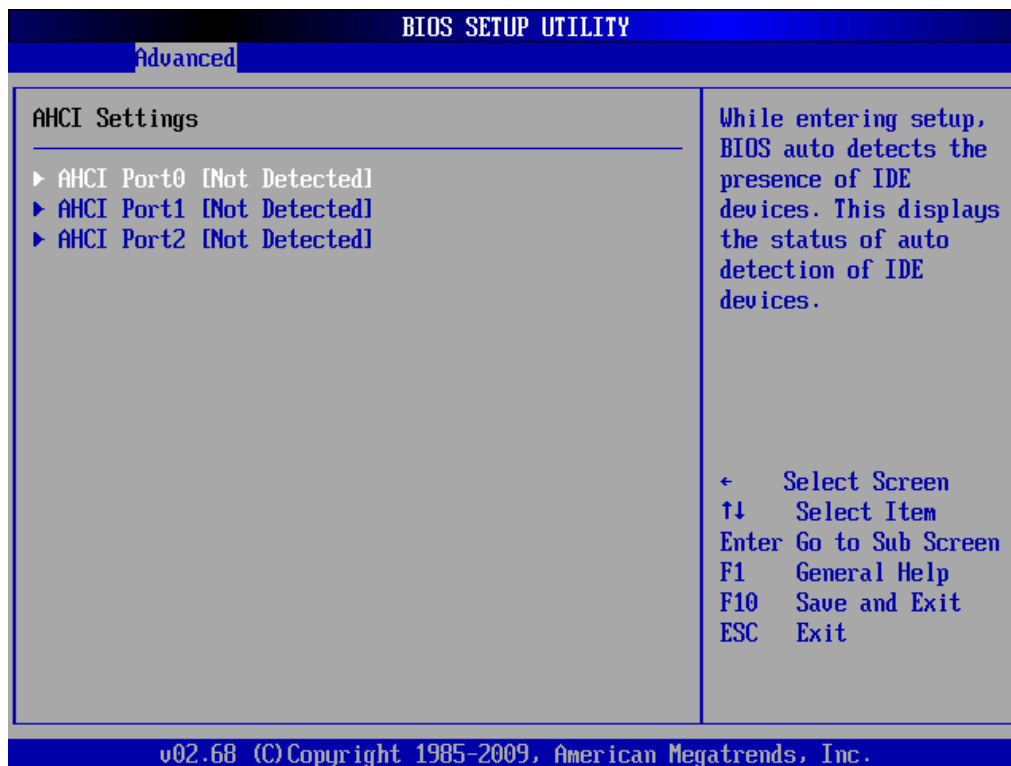 BIOS SETUP UTILITY
Advanced
AHCI Settings
▶ AHCI Port0 [Not Detected]
▶ AHCI Port1 [Not Detected]
▶ AHCI Port2 [Not Detected]
While entering setup,
BIOS auto detects the
presence of IDE
devices. This displays
the status of auto
detection of IDE
devices.
← Select Screen
↑↓ Select Item
Enter Go to Sub Screen
F1 General Help
F10 Save and Exit
ESC Exit
v02.68 (C)Copyright 1985-2009, American Megatrends, Inc.